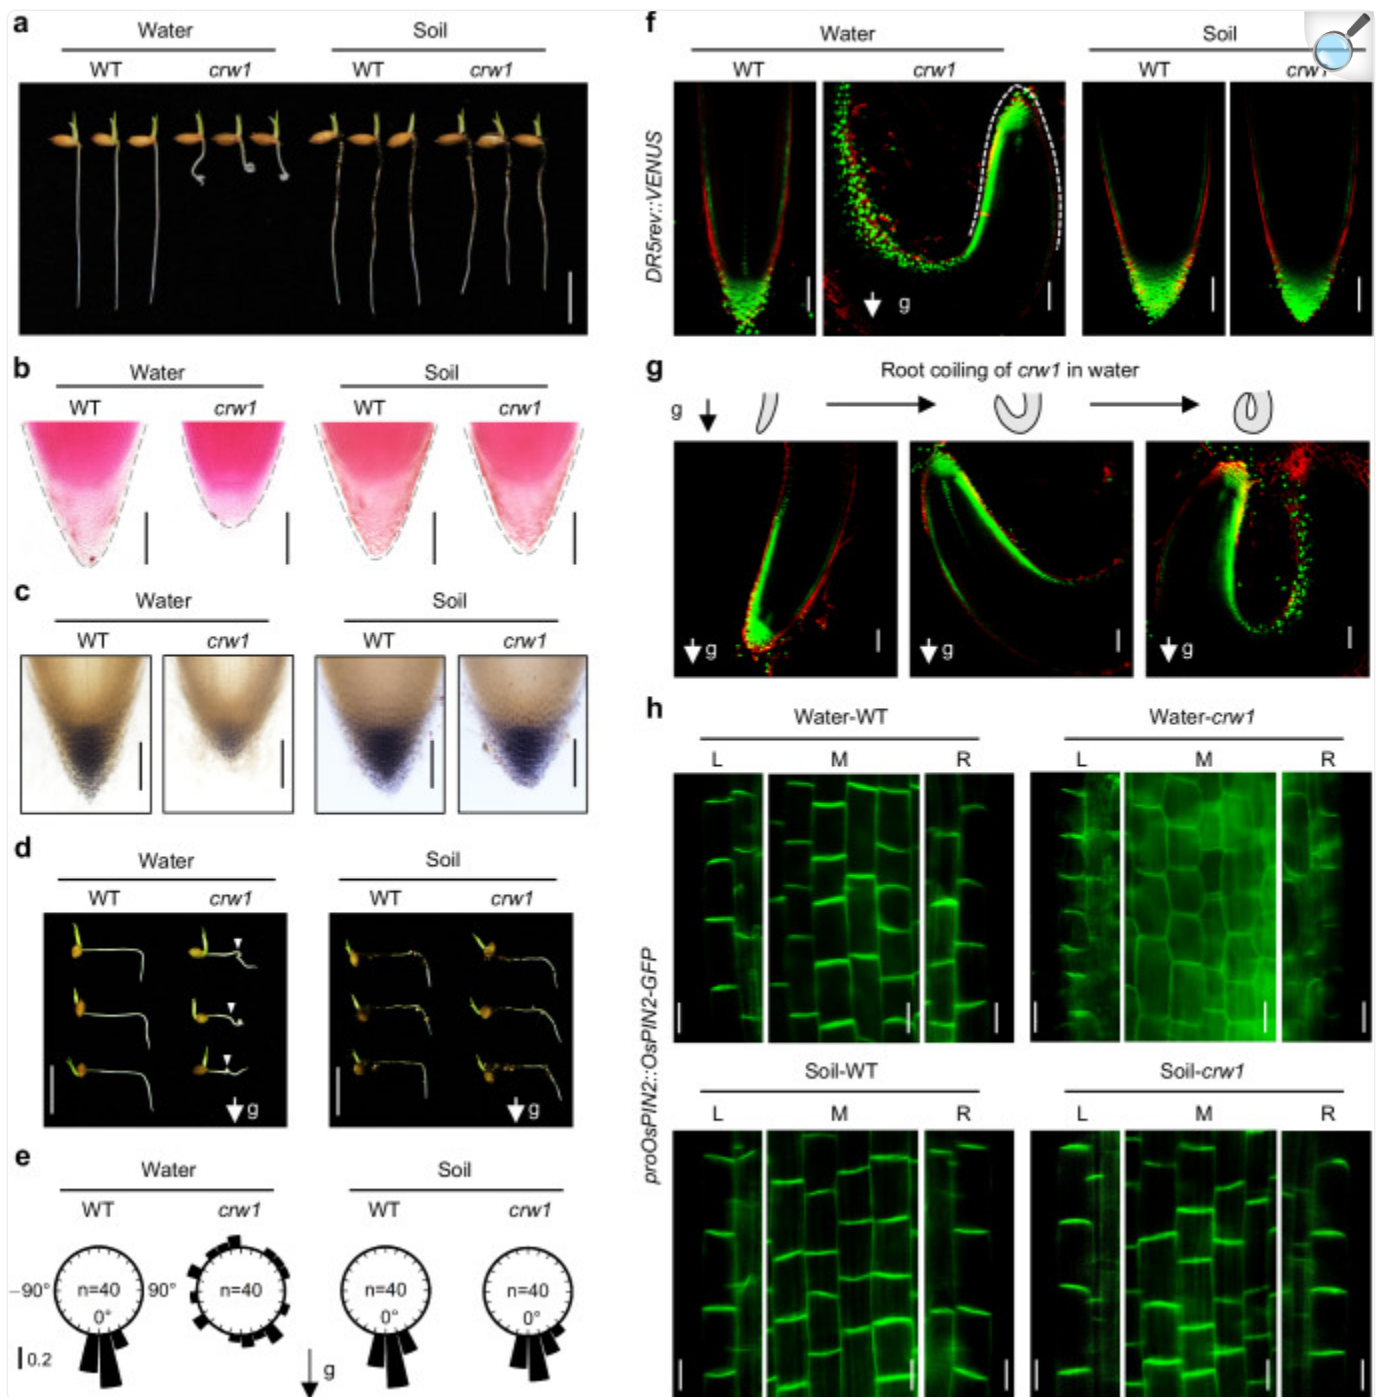 a
Water Soil
WT crw1 WT crw1
b
Water Soil
WT crw1 WT crw1
c
Water Soil
WT crw1 WT crw1
d
Water Soil
WT crw1 WT crw1
g g
e
Water Soil
WT crw1 WT crw1
−90° n=40 90° n=40 n=40 n=40
0° 0° 0°
0.2 g
f
Water Soil
WT crw1 WT crw1
DR5rev::VENUS
g
g
Root coiling of crw1 in water
g
g g g
h
Water-WT Water-crw1
L M R L M R
proOsPIN2::OsPIN2-GFP
Soil-WT Soil-crw1
L M R L M R